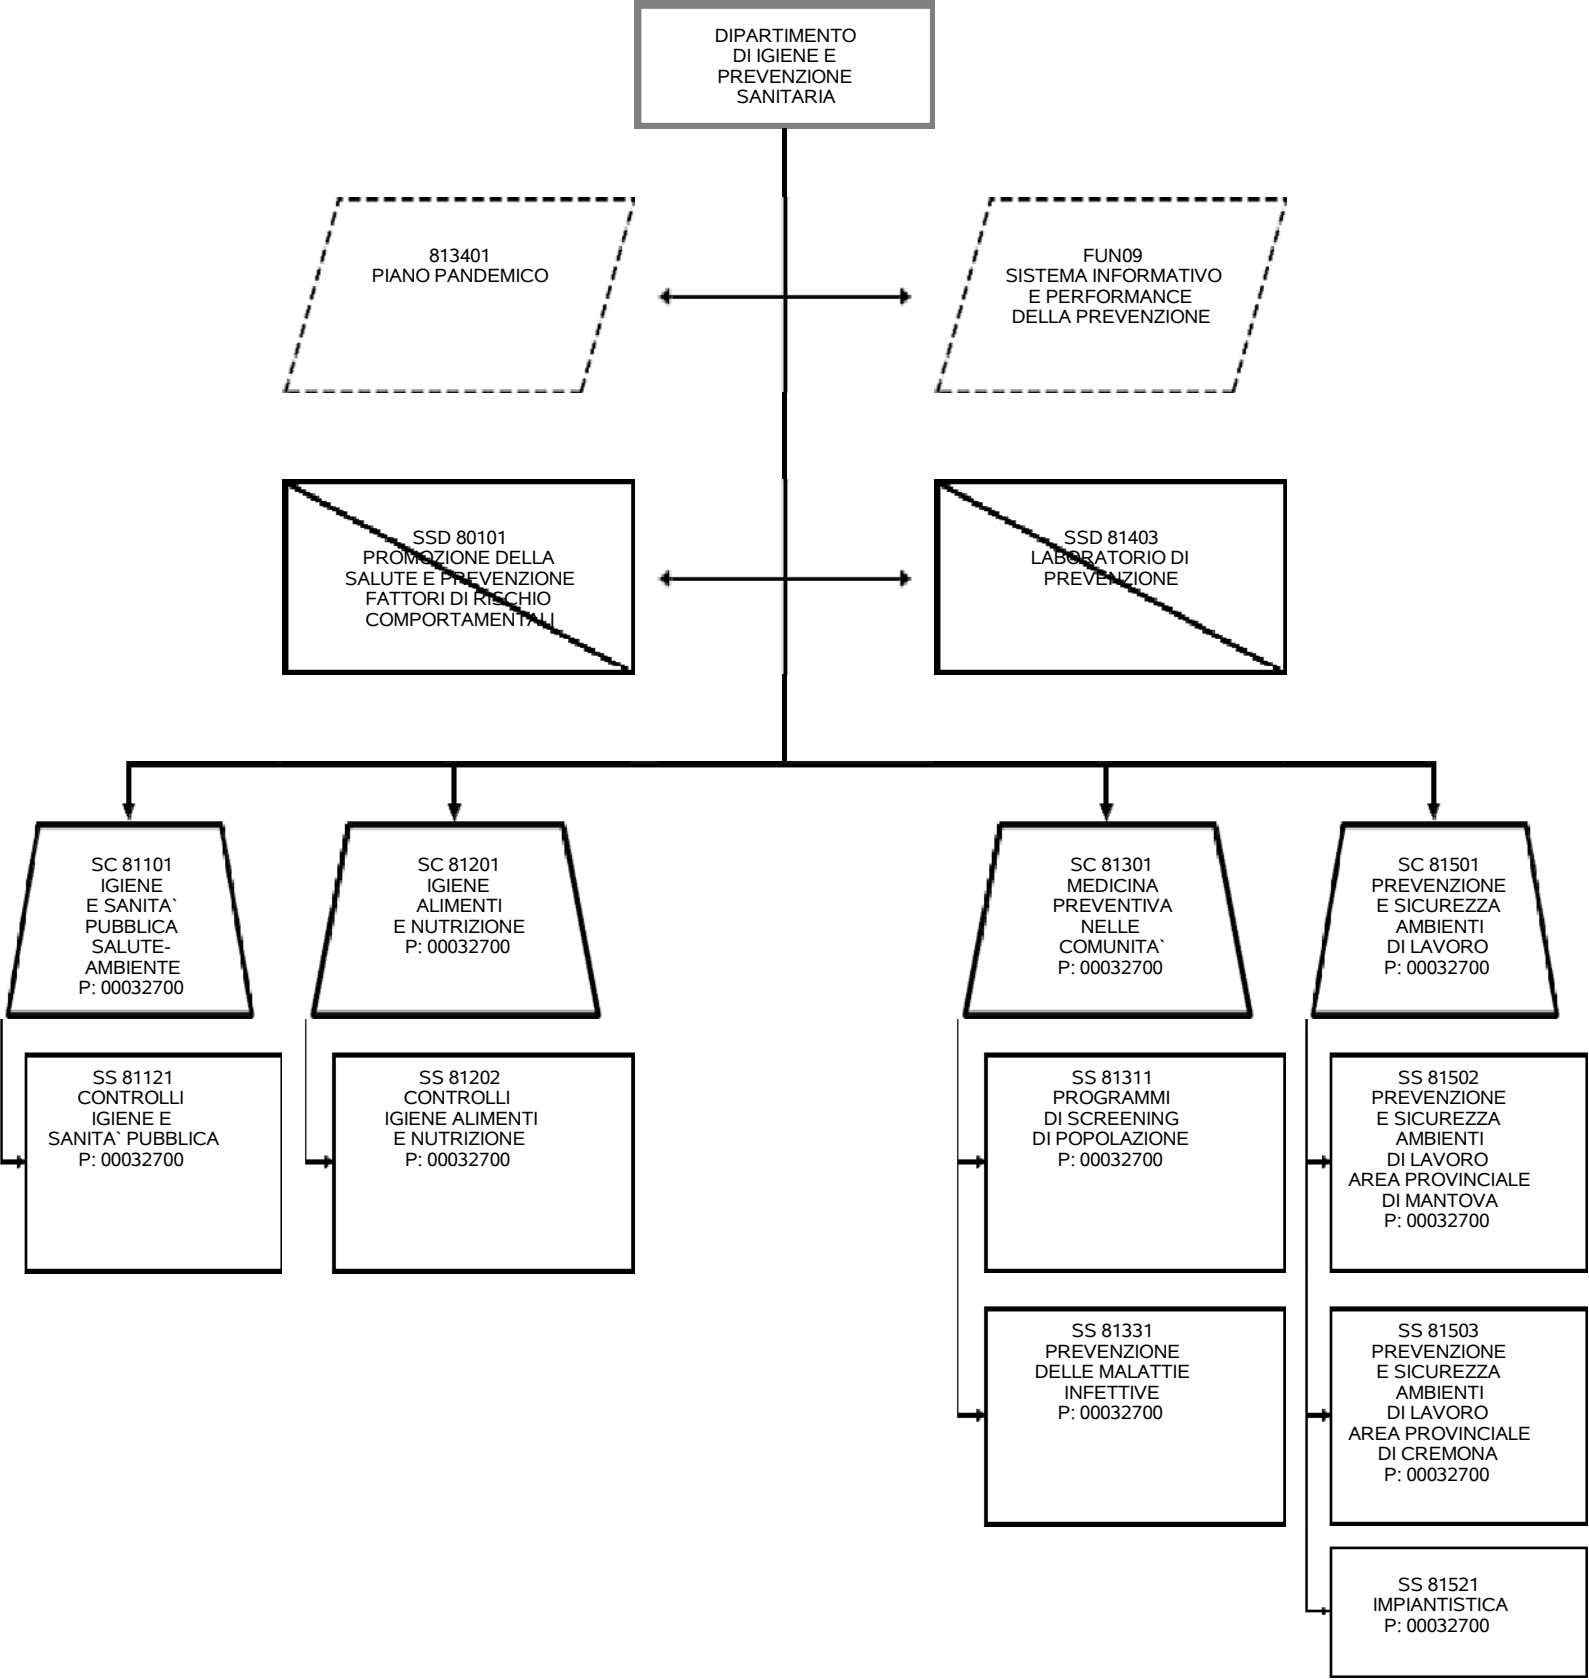 DIPARTIMENTO
DI IGIENE E
PREVENZIONE
SANITARIA
813401
PIANO PANDEMICO
FUN09
SISTEMA INFORMATIVO
E PERFORMANCE
DELLA PREVENZIONE
SSD 80101
PROMOZIONE DELLA
SALUTE E PREVENZIONE
FATTORI DI RISCHIO
COMPORTAMENTALI
SSD 81403
LABORATORIO DI
PREVENZIONE
SC 81101
IGIENE
E SANITA` 
PUBBLICA
SALUTE-
AMBIENTE
P: 00032700
SC 81201
IGIENE
ALIMENTI
E NUTRIZIONE
P: 00032700
SC 81301
MEDICINA
PREVENTIVA
NELLE
COMUNITA`
P: 00032700
SC 81501
PREVENZIONE
E SICUREZZA
AMBIENTI
DI LAVORO
P: 00032700
SS 81121
CONTROLLI
IGIENE E
SANITA` PUBBLICA
P: 00032700
SS 81202
CONTROLLI
IGIENE ALIMENTI
E NUTRIZIONE
P: 00032700
SS 81311
PROGRAMMI
DI SCREENING
DI POPOLAZIONE
P: 00032700
SS 81502
PREVENZIONE
E SICUREZZA
AMBIENTI
DI LAVORO
AREA PROVINCIALE
DI MANTOVA
P: 00032700
SS 81331
PREVENZIONE
DELLE MALATTIE
INFETTIVE
P: 00032700
SS 81503
PREVENZIONE
E SICUREZZA
AMBIENTI
DI LAVORO
AREA PROVINCIALE
DI CREMONA
P: 00032700
SS 81521
IMPIANTISTICA
P: 00032700